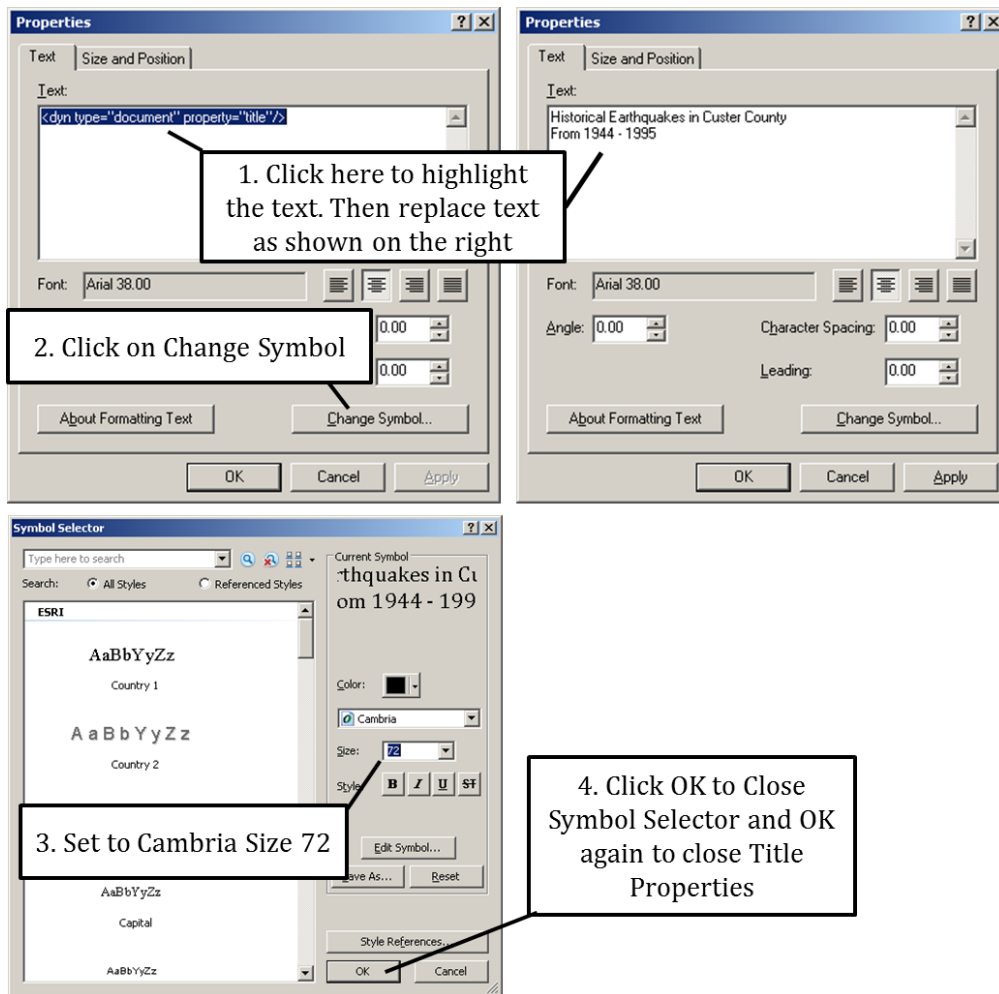 Properties
Text
Size and Position
Text:
<dyn type="document" property="title"/>
1. Click here to highlight
the text. Then replace text
as shown on the right
Font: Arial 38.00
0.00
2. Click on Change Symbol
0.00
About Formatting Text
Change Symbol...
OK
Cancel
Apply
Properties
Text
Size and Position
Text:
Historical Earthquakes in Custer County
From 1944 - 1995
Font: Arial 38.00
Angle: 0.00
Character Spacing: 0.00
Leading: 0.00
About Formatting Text
Change Symbol...
OK
Cancel
Apply
Symbol Selector
Type here to search
Search:
All Styles
Referenced Styles
ESRI
AaBbYyZz
Country 1
AaBbYyZz
Country 2
3. Set to Cambria Size 72
AaBbYyZz
Capital
AaBbYyZz
Current Symbol
rthquakes in Cu
om 1944 - 199
Color:
Cambria
Size: 72
Style
B I U ST
Edit Symbol...
ave As...
Reset
Style References...
OK
Cancel
4. Click OK to Close
Symbol Selector and OK
again to close Title
Properties